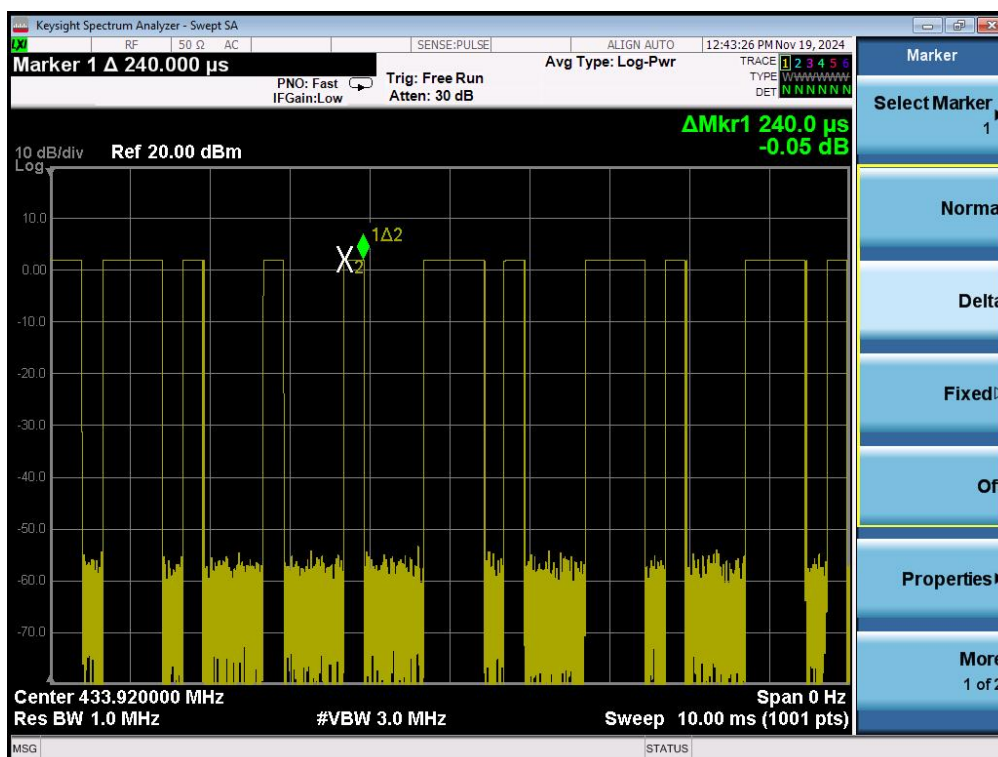 Keysight Spectrum Analyzer - Swept SA
LXI RF 50 Ω AC SENSE:PULSE ALIGN AUTO 12:43:26 PM Nov 19, 2024
Marker 1 Δ 240.000 µs
PNO: Fast
IFGain:Low
Trig: Free Run
Atten: 30 dB
Avg Type: Log-Pwr
TRACE 1 2 3 4 5 6
TYPE WWWWWW
DET N N N N N N
ΔMkr1 240.0 µs
-0.05 dB
10 dB/div Ref 20.00 dBm
Log
10.0
0.00
-10.0
-20.0
-30.0
-40.0
-50.0
-60.0
-70.0
1Δ2
X2
Center 433.920000 MHz
Span 0 Hz
Res BW 1.0 MHz
#VBW 3.0 MHz
Sweep 10.00 ms (1001 pts)
MSG
STATUS
Marker
Select Marker
1
Norma
Delta
Fixed
Of
Properties
More
1 of 2